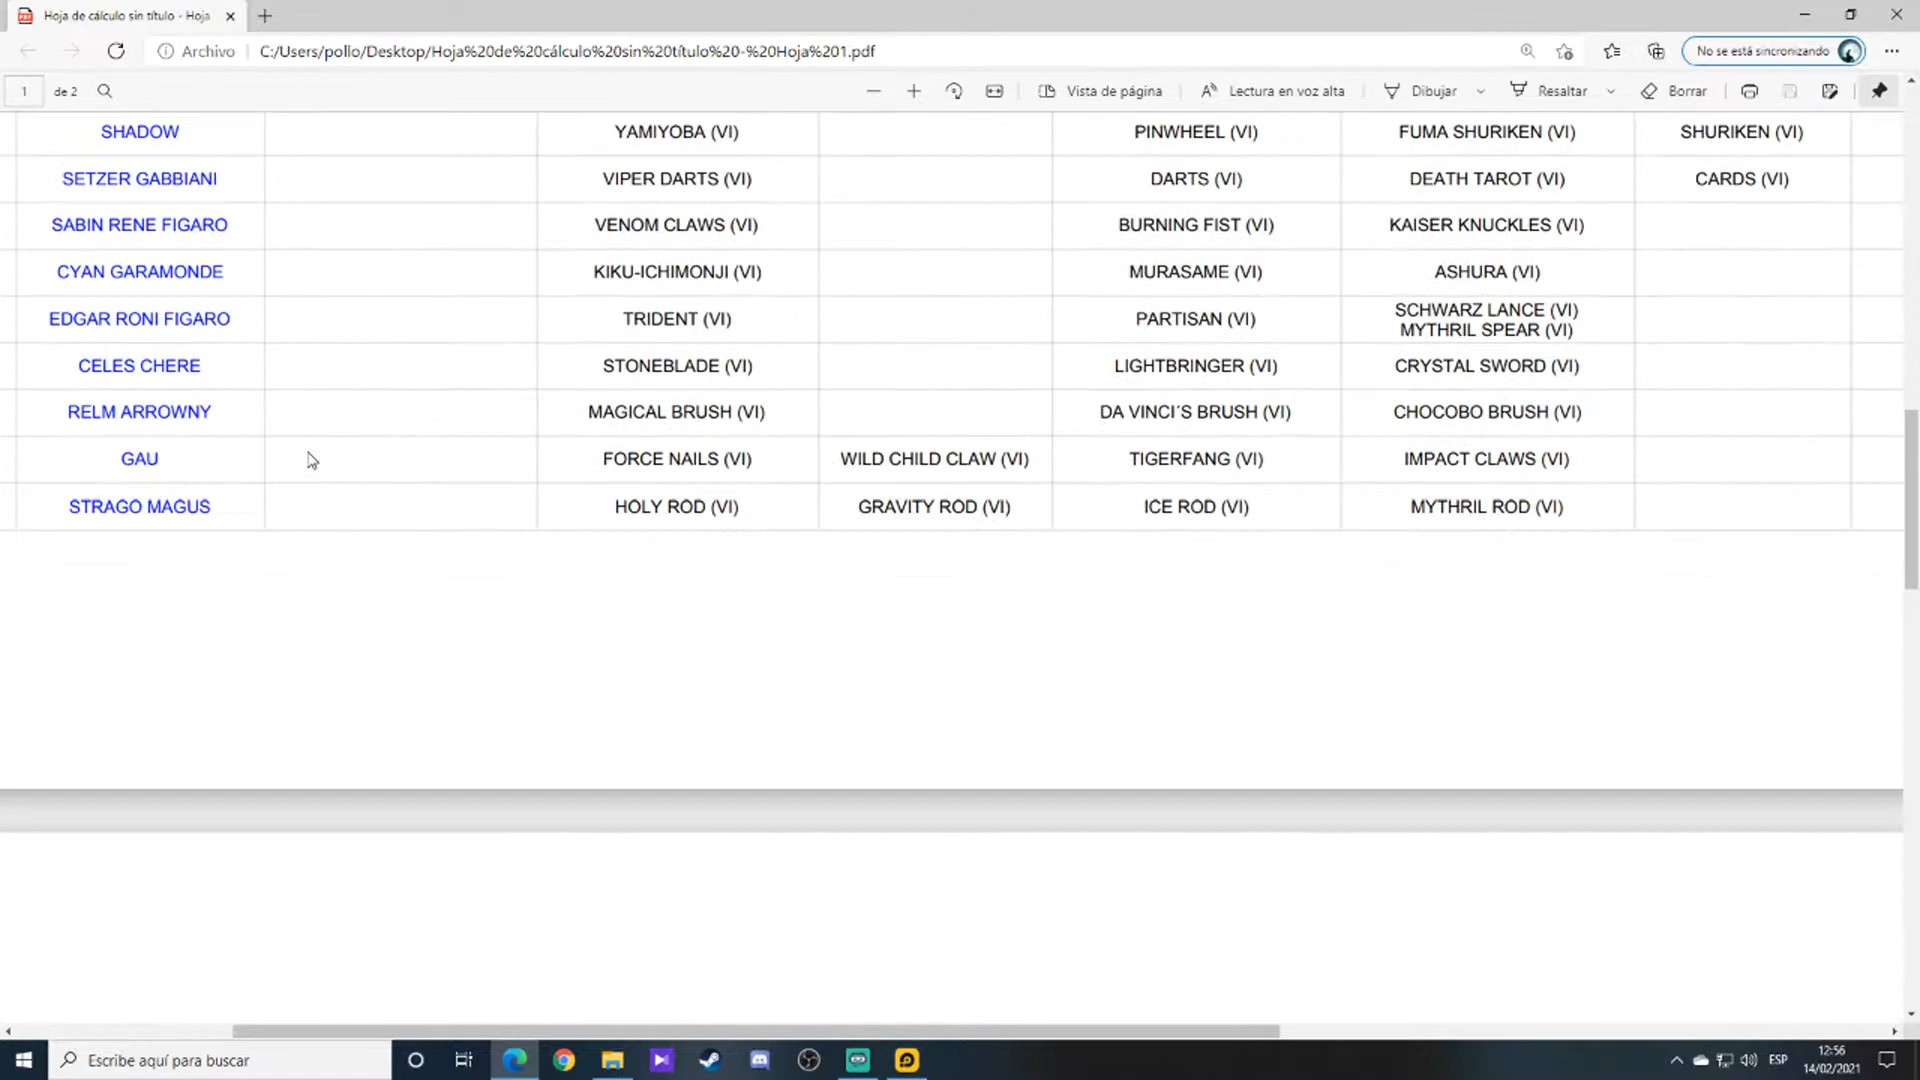 Hoja de cálculo sin título - Hoja
Archivo C:/Users/pollo/Desktop/Hoja%20de%20cálculo%20sin%20título%20-%20Hoja%201.pdf No se está sincronizando
1 de 2 Vista de página Lectura en voz alta Dibujar Resaltar Borrar
SHADOW YAMIYOBA (VI) PINWHEEL (VI) FUMA SHURIKEN (VI) SHURIKEN (VI)
SETZER GABBIANI VIPER DARTS (VI) DARTS (VI) DEATH TAROT (VI) CARDS (VI)
SABIN RENE FIGARO VENOM CLAWS (VI) BURNING FIST (VI) KAISER KNUCKLES (VI)
CYAN GARAMONDE KIKU-ICHIMONJI (VI) MURASAME (VI) ASHURA (VI)
EDGAR RONI FIGARO TRIDENT (VI) PARTISAN (VI) SCHWARZ LANCE (VI)
MYTHRIL SPEAR (VI)
CELES CHERE STONEBLADE (VI) LIGHTBRINGER (VI) CRYSTAL SWORD (VI)
RELM ARROWNY MAGICAL BRUSH (VI) DA VINCI´S BRUSH (VI) CHOCOBO BRUSH (VI)
GAU FORCE NAILS (VI) WILD CHILD CLAW (VI) TIGERFANG (VI) IMPACT CLAWS (VI)
STRAGO MAGUS HOLY ROD (VI) GRAVITY ROD (VI) ICE ROD (VI) MYTHRIL ROD (VI)
Escribe aquí para buscar ESP 12:56
14/02/2021